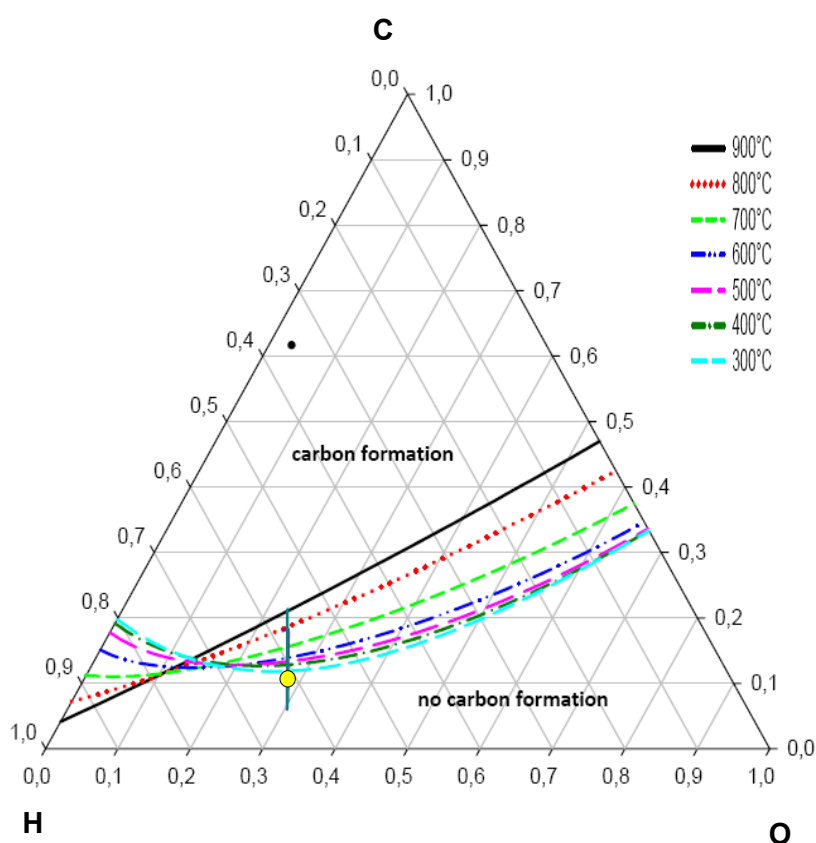 C
0,0 1,0
0,1 0,9
0,2 0,8
0,3 0,7
0,4 0,6
0,5 0,5
0,6 0,4
0,7 0,3
0,8 0,2
0,9 0,1
1,0 0,0
0,0 0,1 0,2 0,3 0,4 0,5 0,6 0,7 0,8 0,9 1,0
H O
carbon formation
no carbon formation
900°C
800°C
700°C
600°C
500°C
400°C
300°C